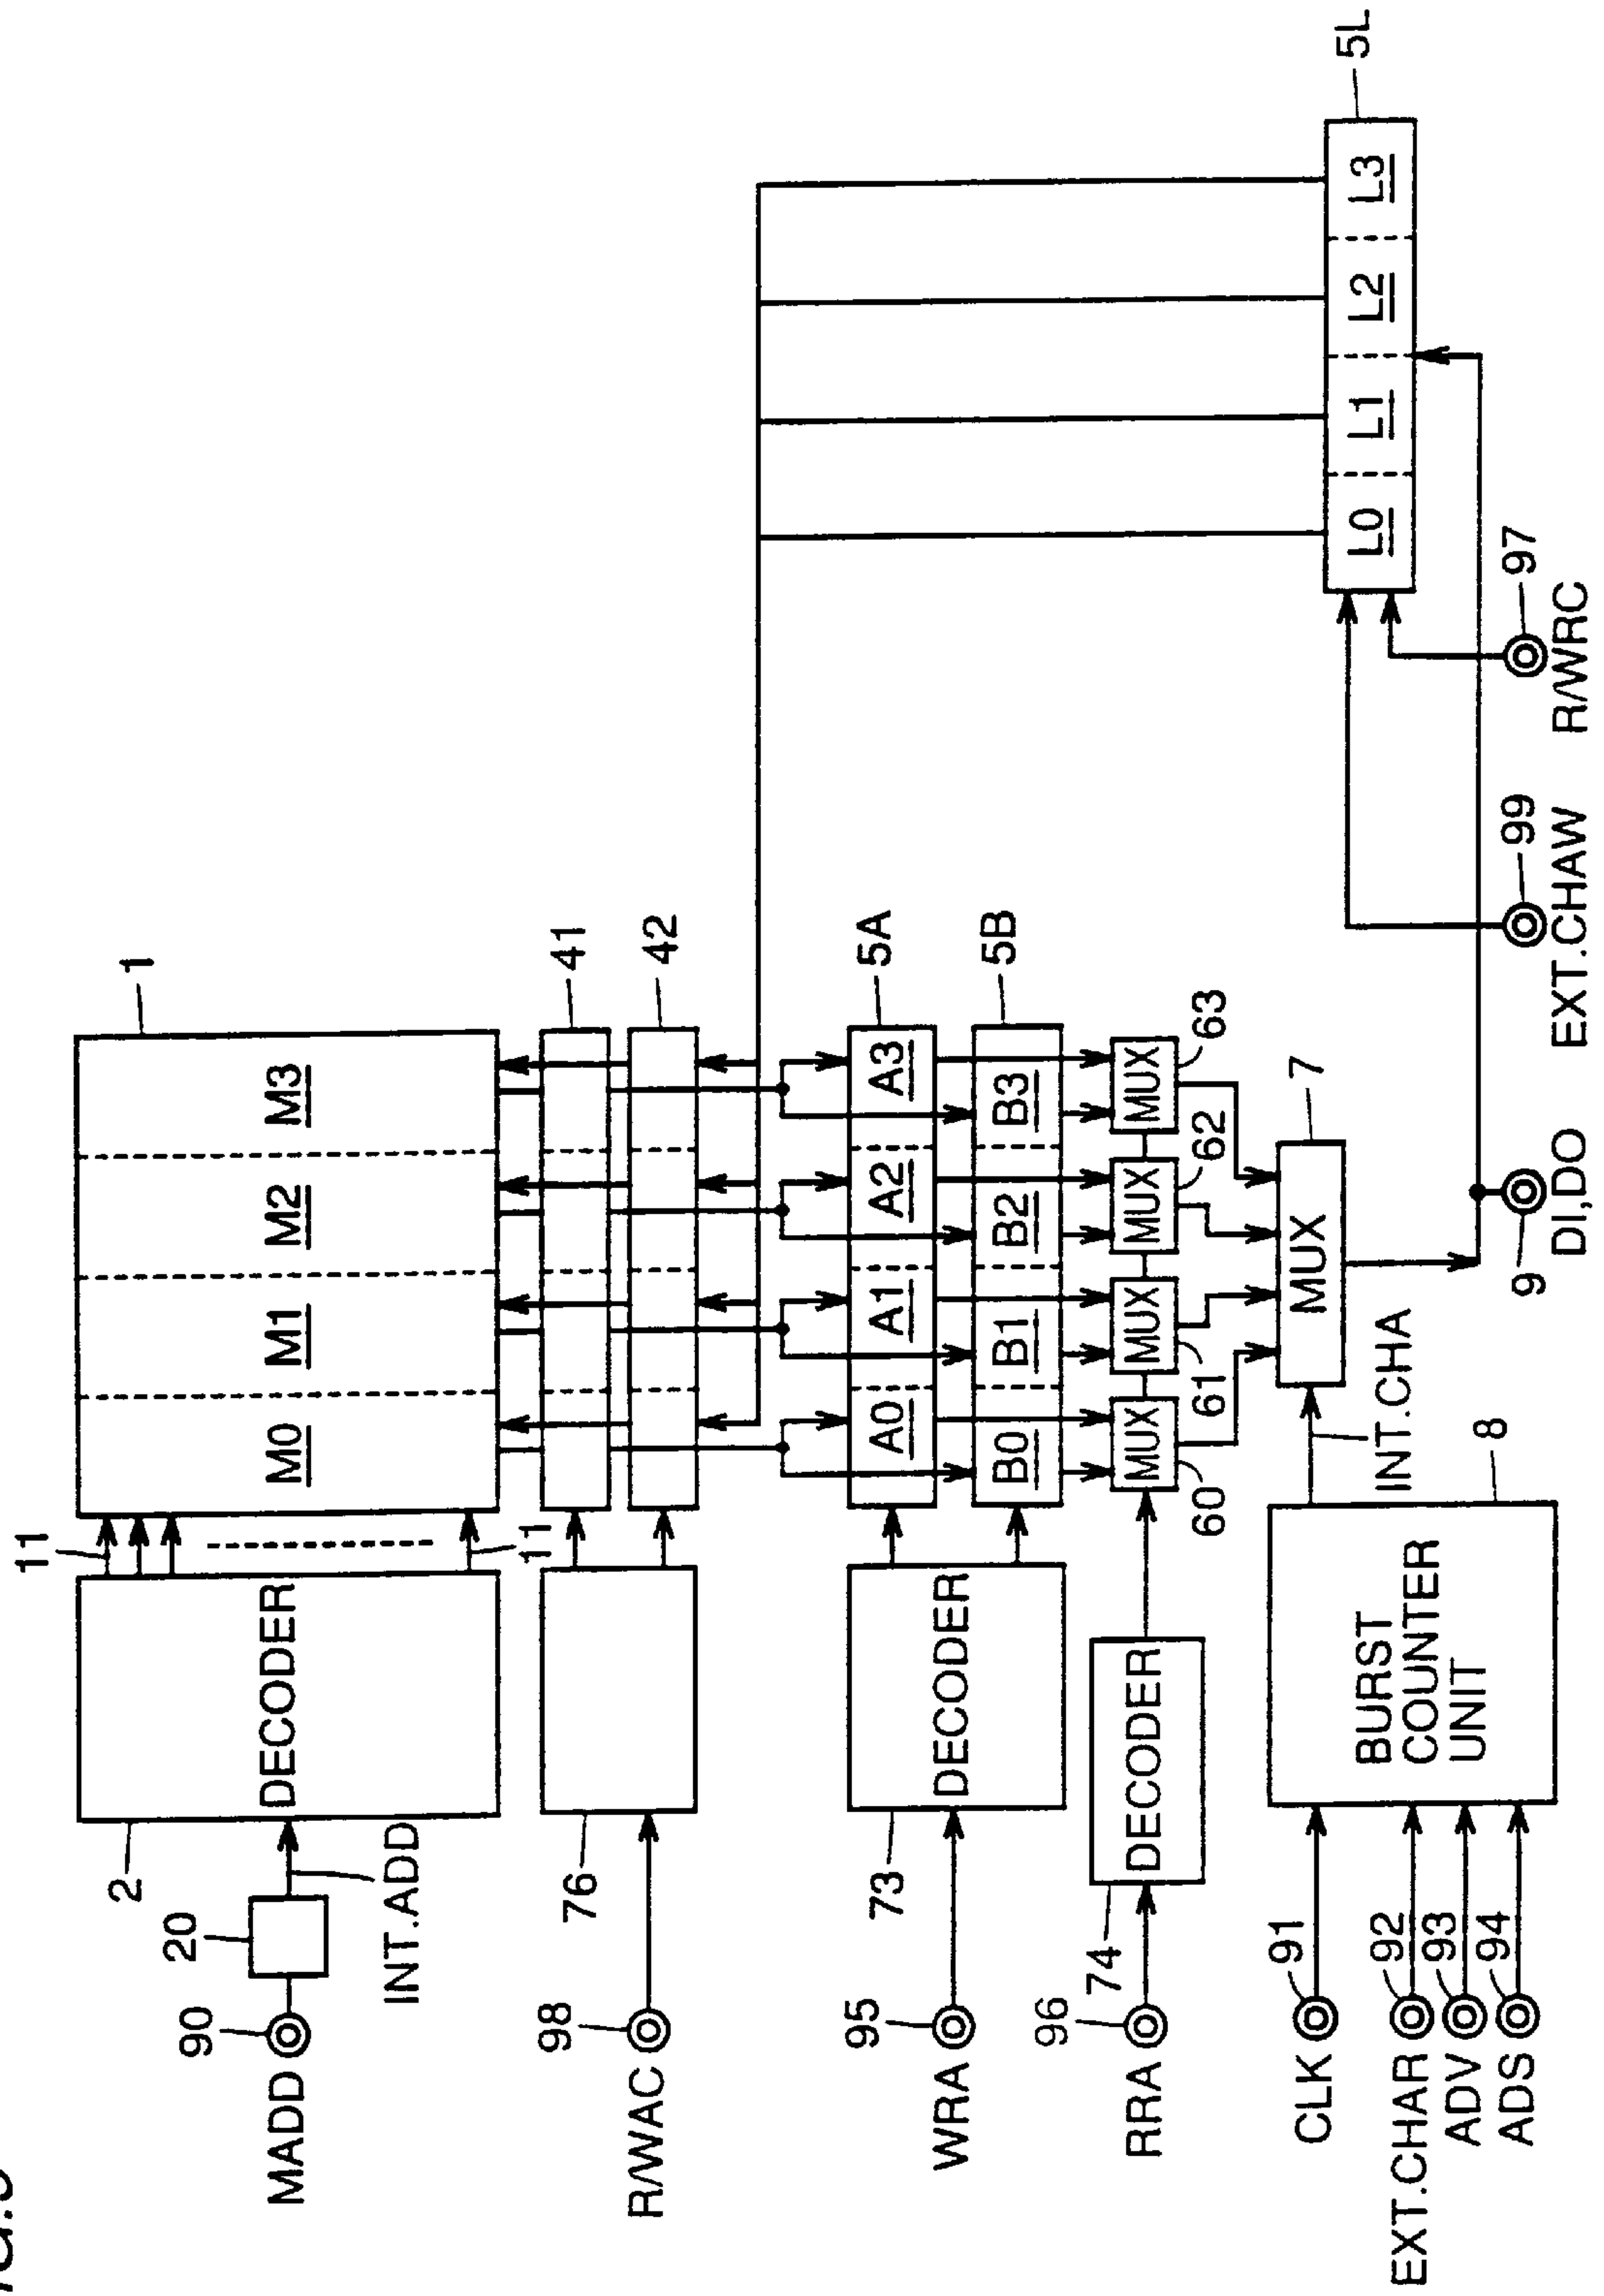 1
M0 M1 M2 M3
11
11
DECODER
2
20
INT.ADD
90
MADD
41
42
76
98
R/WAC
5A
A0 A1 A2 A3
5B
B0 B1 B2 B3
DECODER
73
95
WRA
MUX MUX MUX MUX
60 61 62 63
DECODER
74
96
RRA
7
MUX
INT.CHA
8
BURST
COUNTER
UNIT
91
CLK
92
EXT.CHAR
93
ADV
94
ADS
9
DI,DO
99
EXT.CHAW
97
R/WRC
L0 L1 L2 L3
5L